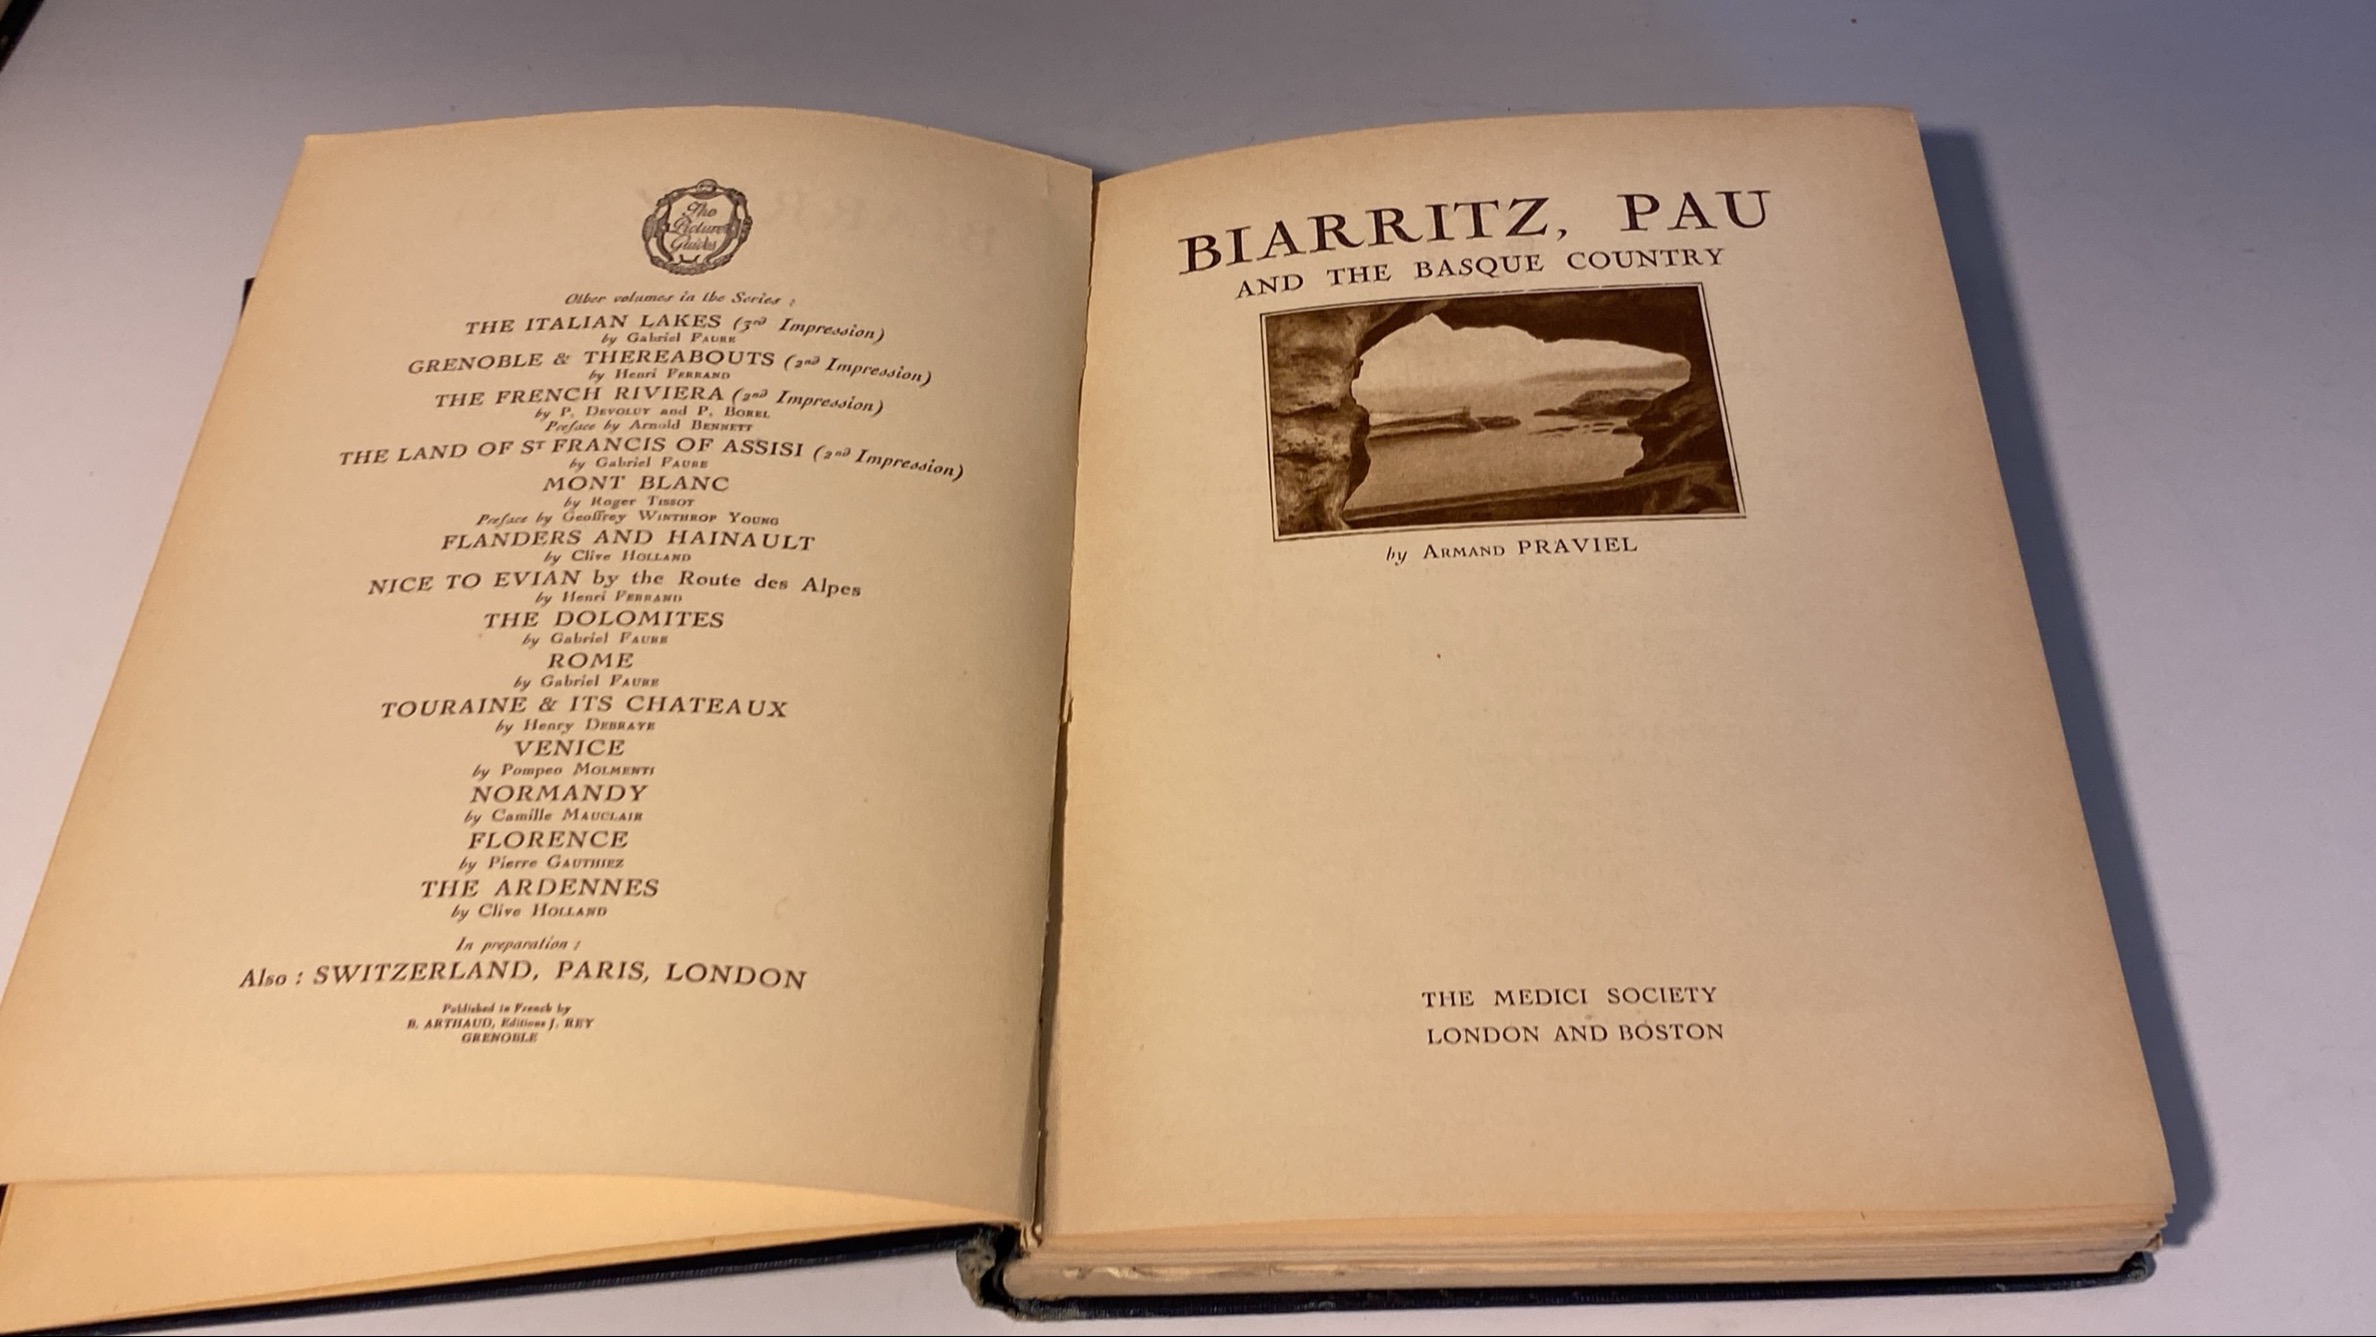 The
Picture
Guides
Other volumes in the Series :
THE ITALIAN LAKES (3rd Impression)
by Gabriel FAURE
GRENOBLE & THEREABOUTS (2nd Impression)
by Henri FERRAND
THE FRENCH RIVIERA (2nd Impression)
by P. DEVOLUY and P. BOREL
Preface by Arnold BENNETT
THE LAND OF ST FRANCIS OF ASSISI (2nd Impression)
by Gabriel FAURE
MONT BLANC
by Roger TISSOT
Preface by Geoffrey WINTHROP YOUNG
FLANDERS AND HAINAULT
by Clive HOLLAND
NICE TO EVIAN by the Route des Alpes
by Henri FERRAND
THE DOLOMITES
by Gabriel FAURE
ROME
by Gabriel FAURE
TOURAINE & ITS CHATEAUX
by Henry DEBRAYE
VENICE
by Pompeo MOLMENTI
NORMANDY
by Camille MAUCLAIR
FLORENCE
by Pierre GAUTHIEZ
THE ARDENNES
by Clive HOLLAND
In preparation :
Also : SWITZERLAND, PARIS, LONDON
Published in French by
B. ARTHAUD, Editions J. REY
GRENOBLE
BIARRITZ, PAU
AND THE BASQUE COUNTRY
by ARMAND PRAVIEL
THE MEDICI SOCIETY
LONDON AND BOSTON